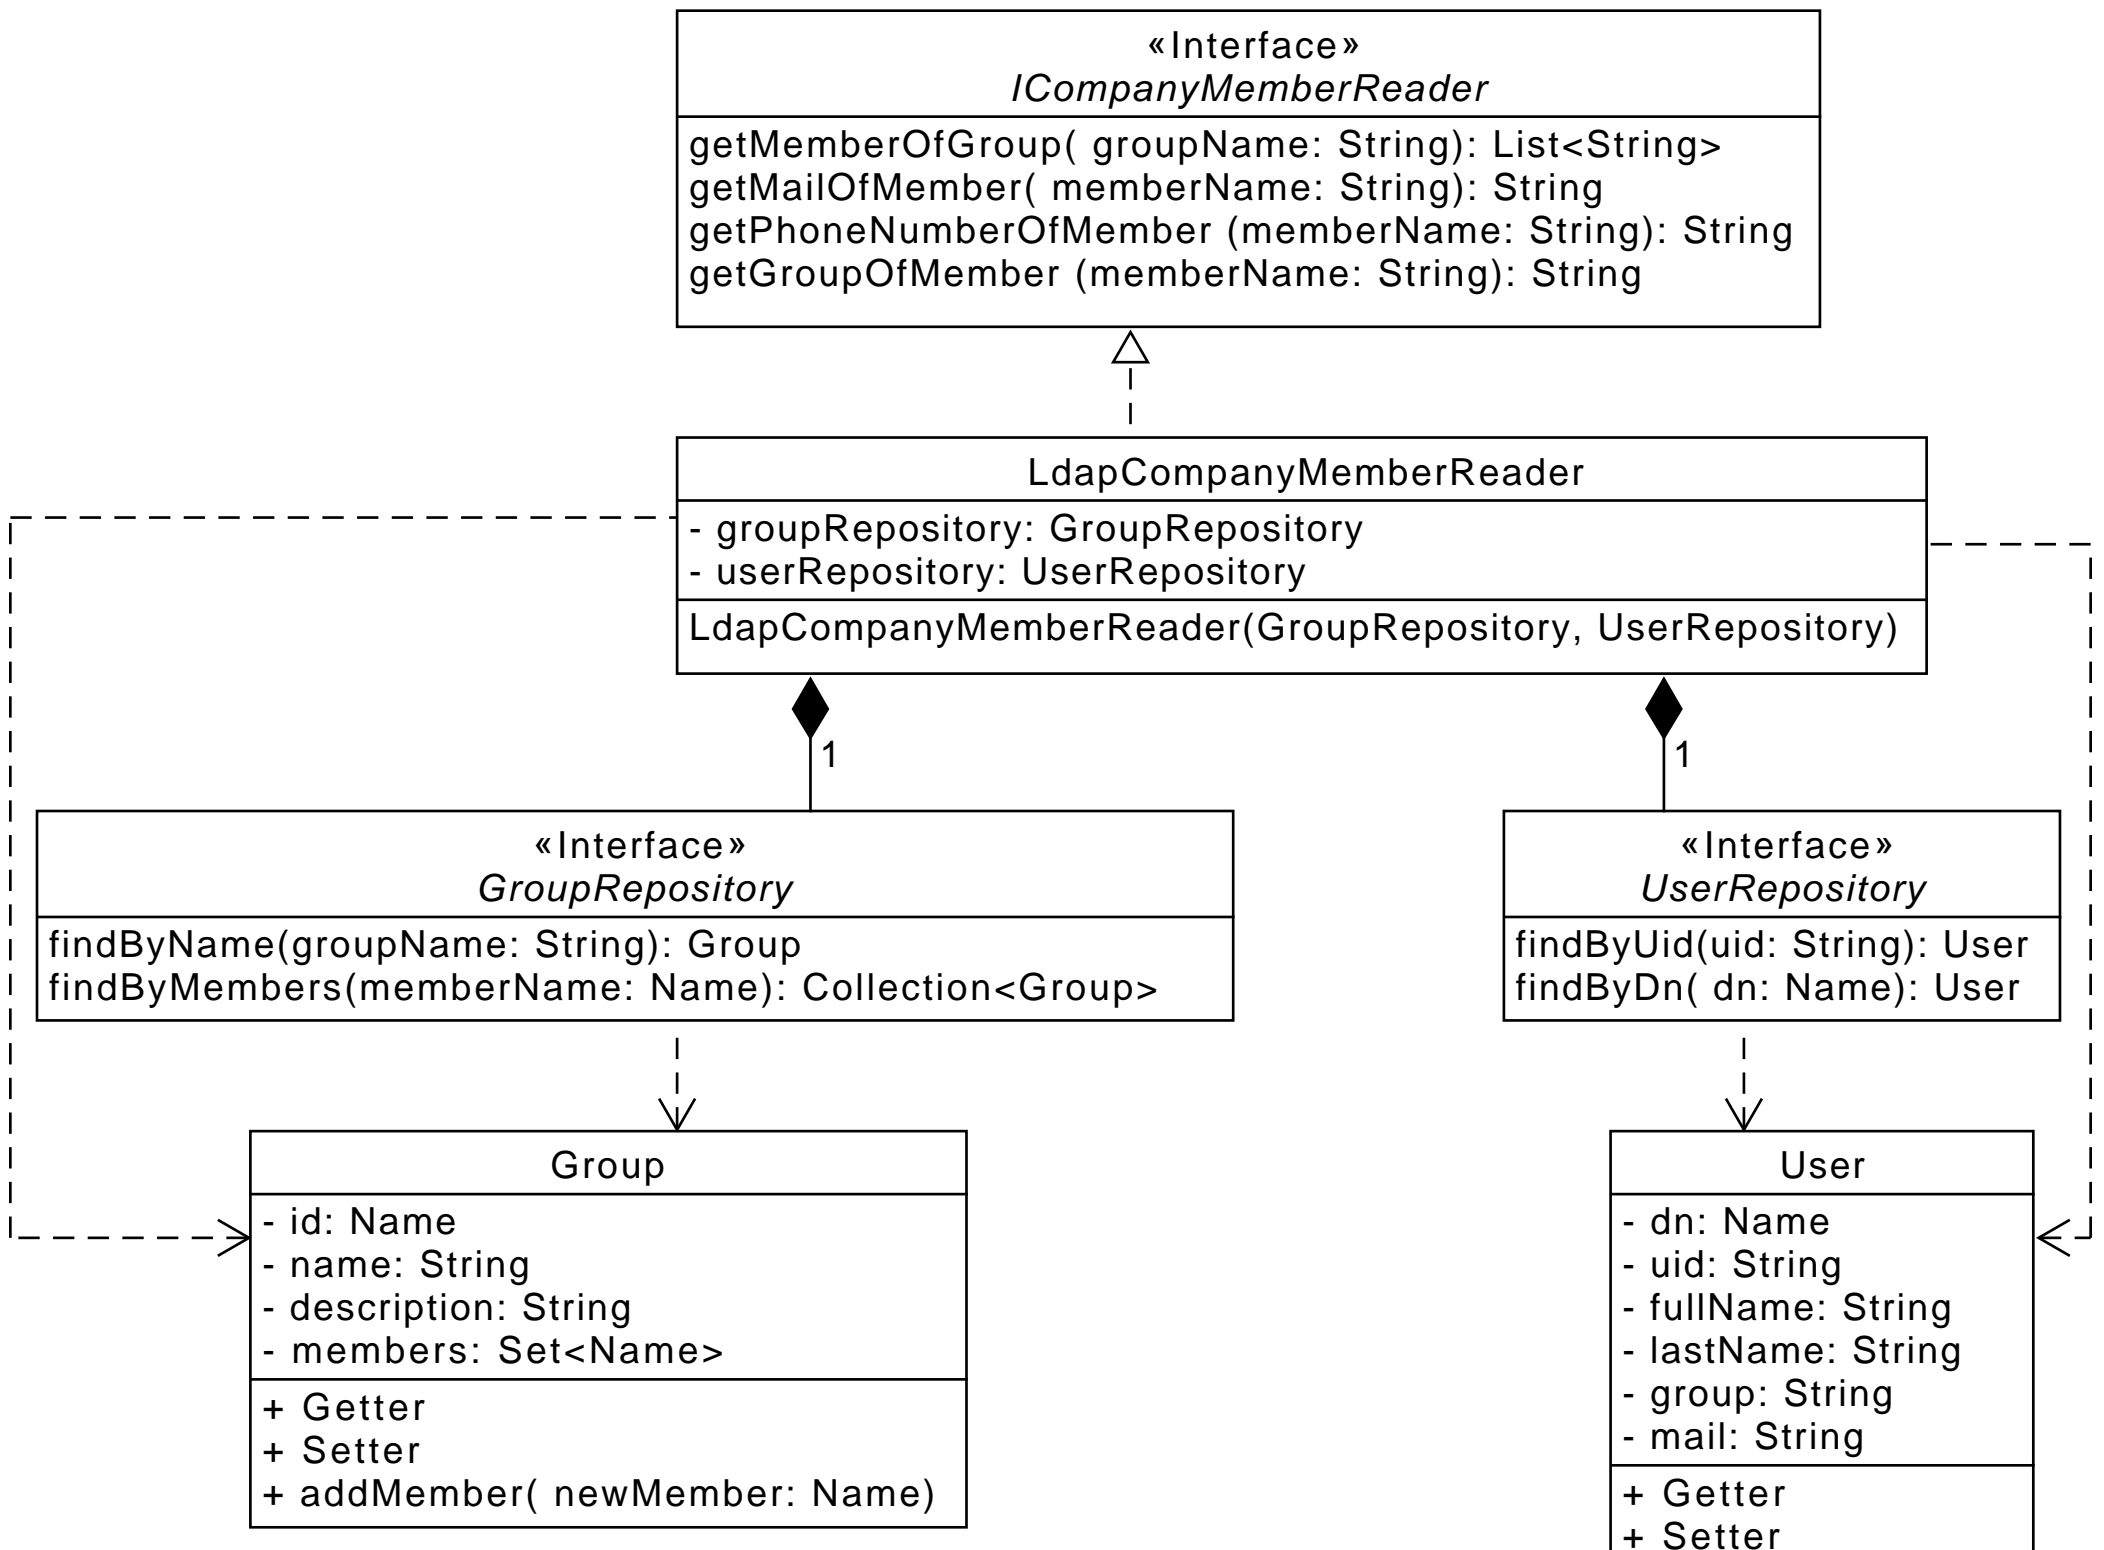 «Interface»
ICompanyMemberReader
getMemberOfGroup( groupName: String): List<String>
getMailOfMember( memberName: String): String
getPhoneNumberOfMember (memberName: String): String
getGroupOfMember (memberName: String): String
LdapCompanyMemberReader
- groupRepository: GroupRepository
- userRepository: UserRepository
LdapCompanyMemberReader(GroupRepository, UserRepository)
1
1
«Interface»
GroupRepository
findByName(groupName: String): Group
findByMembers(memberName: Name): Collection<Group>
«Interface»
UserRepository
findByUid(uid: String): User
findByDn( dn: Name): User
Group
- id: Name
- name: String
- description: String
- members: Set<Name>
+ Getter
+ Setter
+ addMember( newMember: Name)
User
- dn: Name
- uid: String
- fullName: String
- lastName: String
- group: String
- mail: String
+ Getter
+ Setter